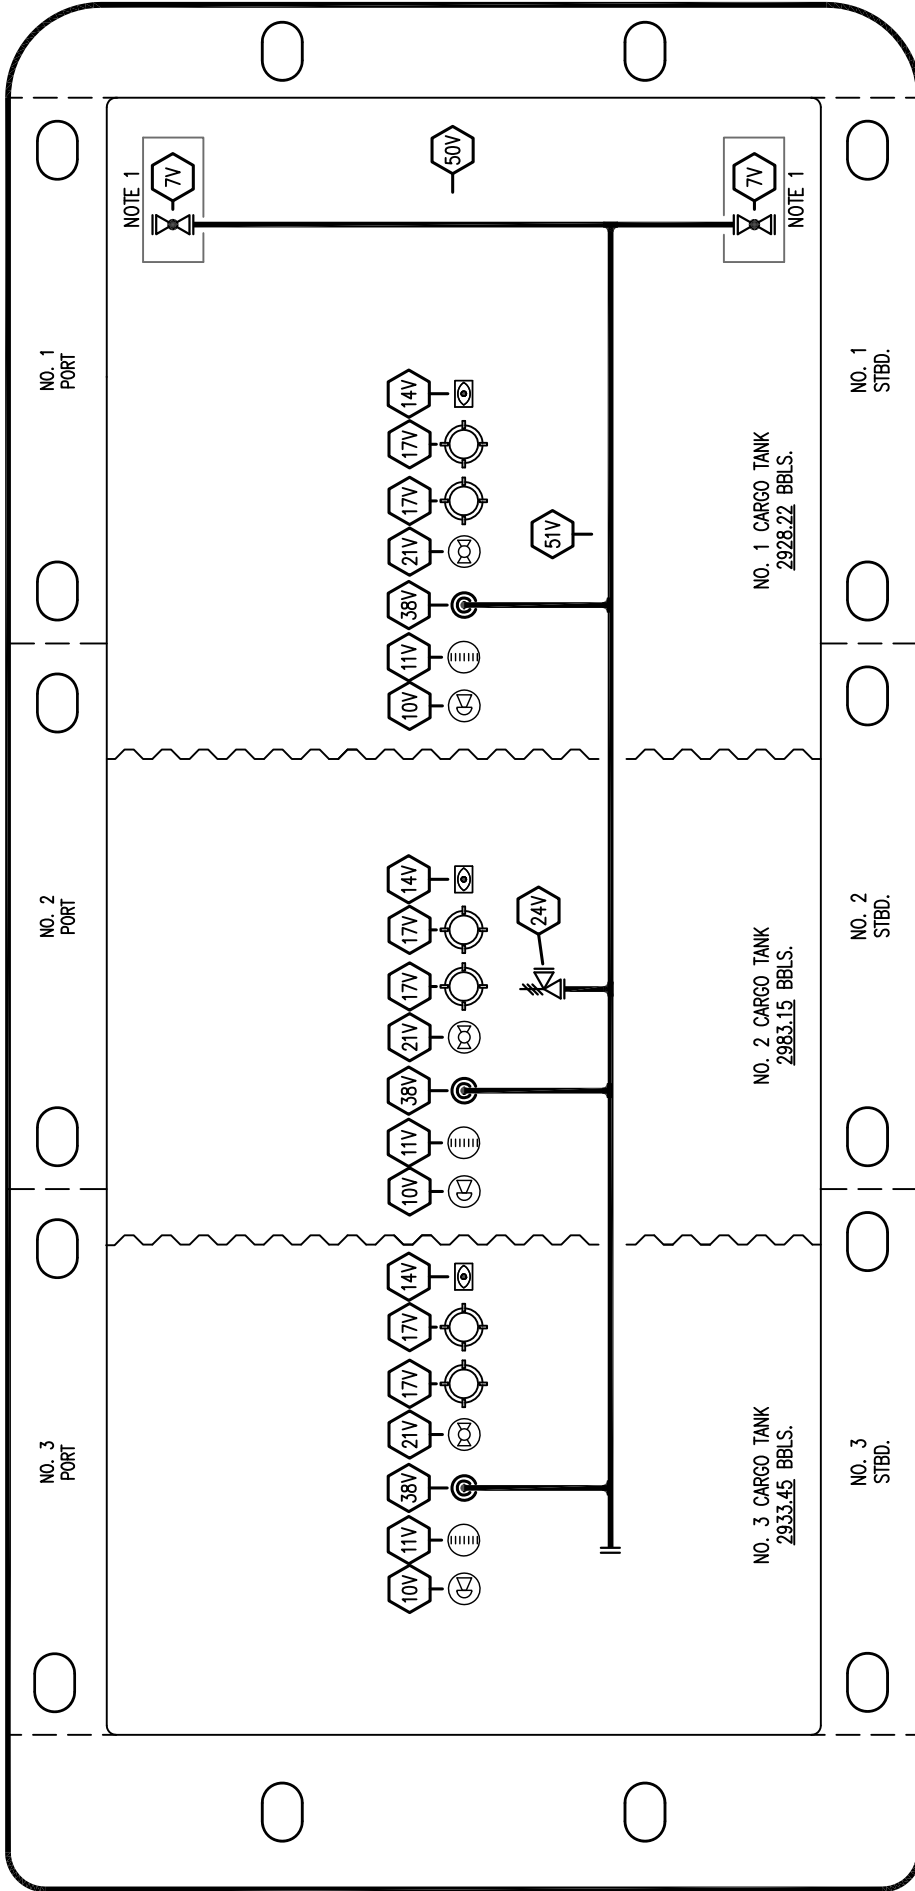 50V
NOTE 1
7V
7V
NOTE 1
NO. 1
PORT
NO. 1
STBD.
14V
17V
17V
21V
38V
11V
10V
51V
NO. 1 CARGO TANK
2928.22 BBLS.
NO. 2
PORT
NO. 2
STBD.
14V
17V
17V
21V
38V
11V
10V
24V
NO. 2 CARGO TANK
2983.15 BBLS.
NO. 3
PORT
NO. 3
STBD.
14V
17V
17V
21V
38V
11V
10V
NO. 3 CARGO TANK
2933.45 BBLS.